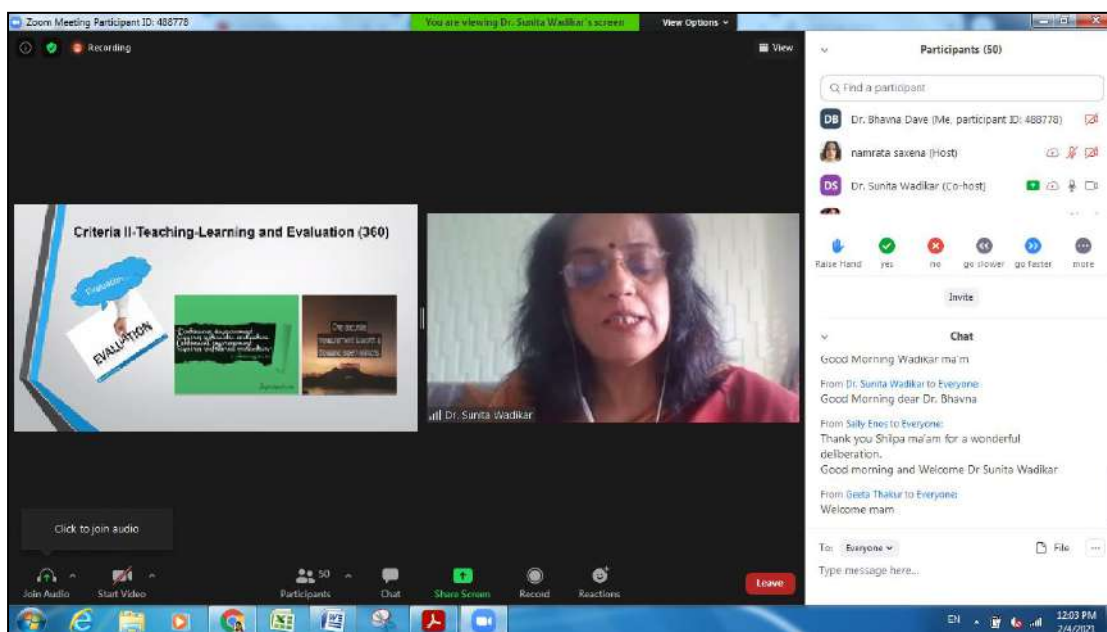 Zoom Meeting Participant ID: 488778
You are viewing Dr. Sunita Wadikar's screen
View Options
Recording
View
Criteria II-Teaching-Learning and Evaluation (360)
Evaluation
EVALUATION
Dr. Sunita Wadikar
Click to join audio
Join Audio
Start Video
50
Participants
Chat
Share Screen
Record
Reactions
Leave
Participants (50)
Find a participant
DB Dr. Bhavna Dave (Me, participant ID: 488778)
namrata saxena (Host)
DS Dr. Sunita Wadikar (Co-host)
Raise Hand
yes
no
go slower
go faster
more
Invite
Chat
Good Morning Wadikar ma'm
From Dr. Sunita Wadikar to Everyone:
Good Morning dear Dr. Bhavna
From Sally Enos to Everyone:
Thank you Shilpa ma'am for a wonderful
deliberation.
Good morning and Welcome Dr Sunita Wadikar
From Geeta Thakur to Everyone:
Welcome mam
To: Everyone
File
Type message here...
EN
12:03 PM
2/4/2021